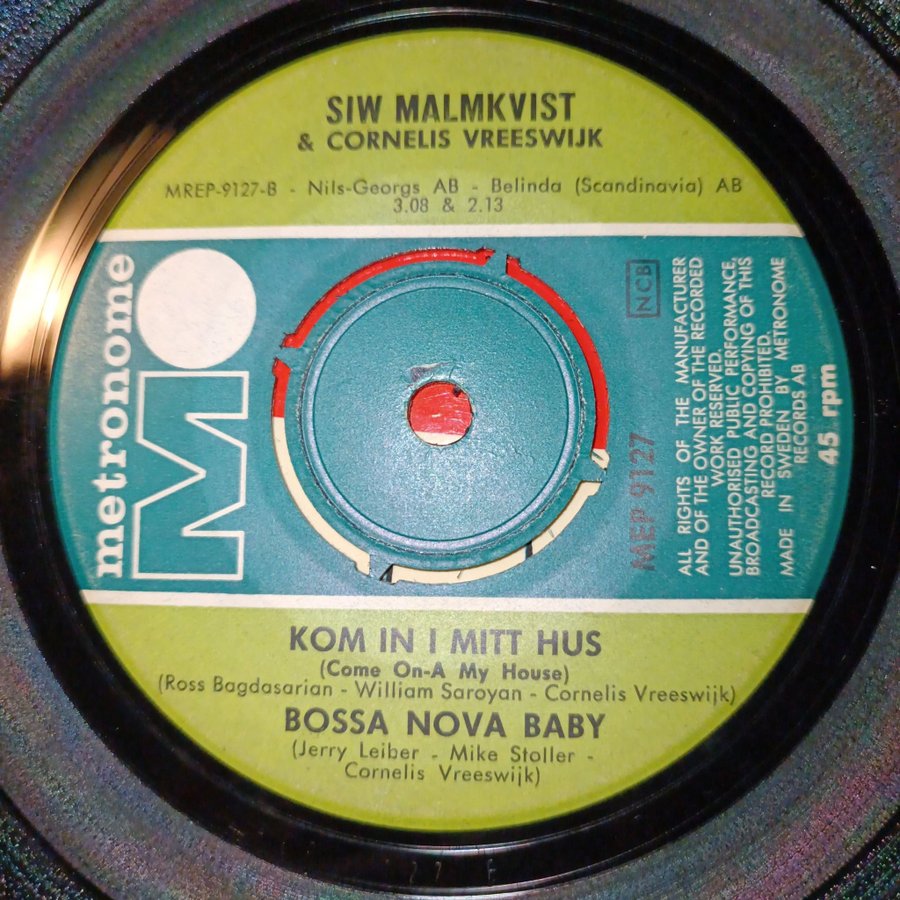 SIW MALMKVIST
& CORNELIS VREESWIJK
MREP-9127-B - Nils-Georgs AB - Belinda (Scandinavia) AB
3.08 & 2.13
metronome
M
NCB
MEP 9127
ALL RIGHTS OF THE MANUFACTURER
AND OF THE OWNER OF THE RECORDED
WORK RESERVED.
UNAUTHORISED PUBLIC PERFORMANCE,
BROADCASTING AND COPYING OF THIS
RECORD PROHIBITED.
MADE IN SWEDEN BY METRONOME
RECORDS AB
45 rpm
KOM IN I MITT HUS
(Come On-A My House)
(Ross Bagdasarian - William Saroyan - Cornelis Vreeswijk)
BOSSA NOVA BABY
(Jerry Leiber - Mike Stoller -
Cornelis Vreeswijk)